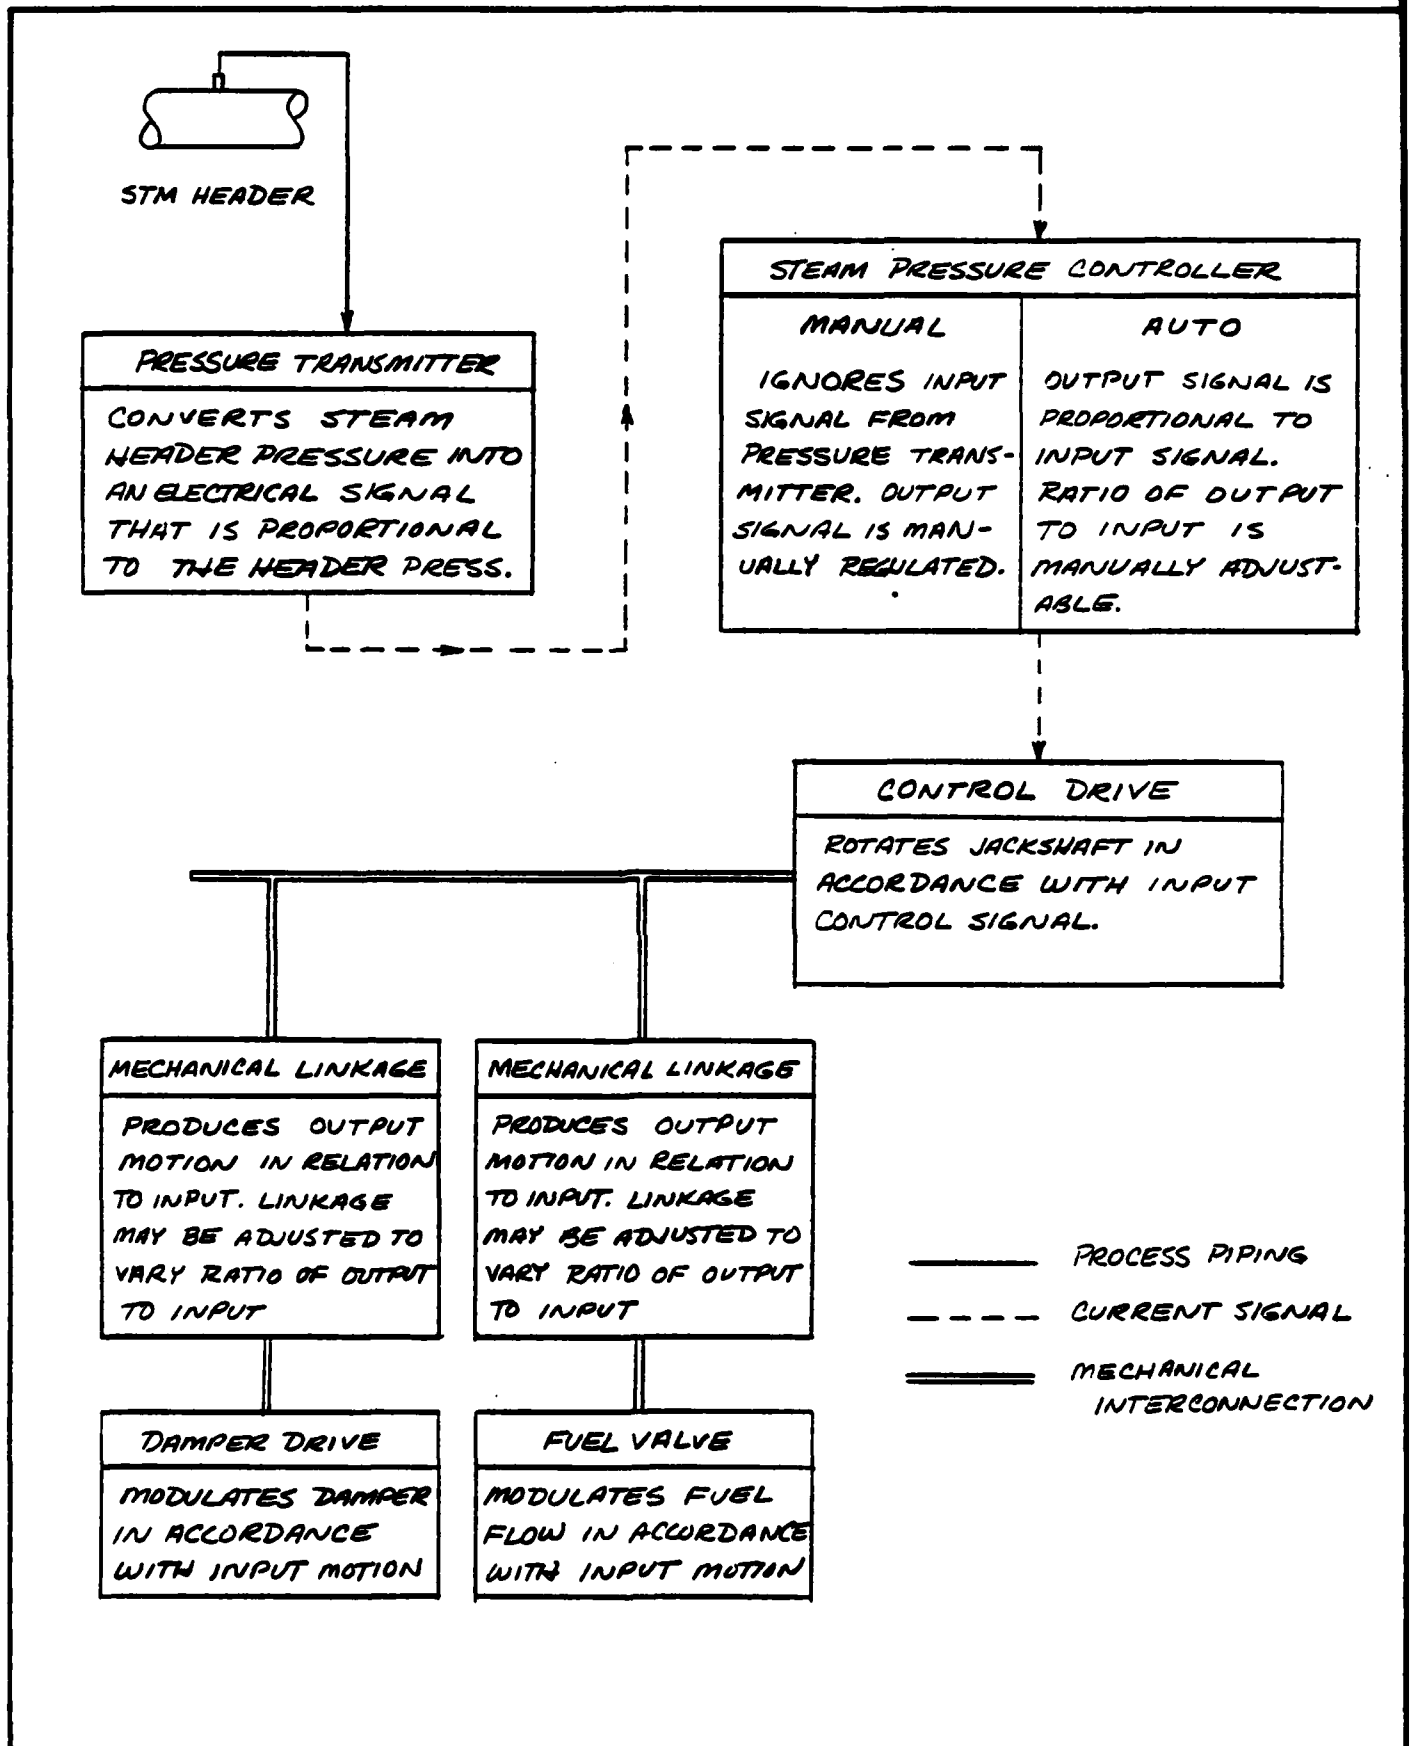 STM HEADER
PRESSURE TRANSMITTER
CONVERTS STEAM
HEADER PRESSURE INTO
AN ELECTRICAL SIGNAL
THAT IS PROPORTIONAL
TO THE HEADER PRESS.
STEAM PRESSURE CONTROLLER
MANUAL
IGNORES INPUT
SIGNAL FROM
PRESSURE TRANS-
MITTER. OUTPUT
SIGNAL IS MAN-
UALLY REGULATED.
AUTO
OUTPUT SIGNAL IS
PROPORTIONAL TO
INPUT SIGNAL.
RATIO OF OUTPUT
TO INPUT IS
MANUALLY ADJUST-
ABLE.
CONTROL DRIVE
ROTATES JACKSHAFT IN
ACCORDANCE WITH INPUT
CONTROL SIGNAL.
MECHANICAL LINKAGE
PRODUCES OUTPUT
MOTION IN RELATION
TO INPUT. LINKAGE
MAY BE ADJUSTED TO
VARY RATIO OF OUTPUT
TO INPUT
MECHANICAL LINKAGE
PRODUCES OUTPUT
MOTION IN RELATION
TO INPUT. LINKAGE
MAY BE ADJUSTED TO
VARY RATIO OF OUTPUT
TO INPUT
DAMPER DRIVE
MODULATES DAMPER
IN ACCORDANCE
WITH INPUT MOTION
FUEL VALVE
MODULATES FUEL
FLOW IN ACCORDANCE
WITH INPUT MOTION
PROCESS PIPING
CURRENT SIGNAL
MECHANICAL
INTERCONNECTION